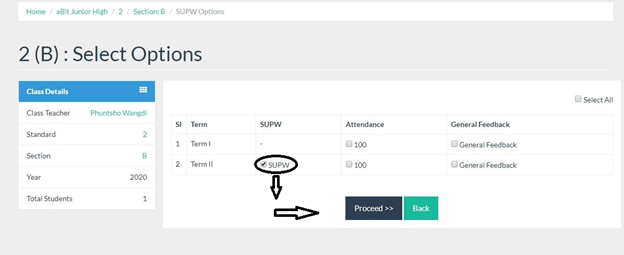 Home / aBit Junior High / 2 / Section: B / SUPW Options
2 (B) : Select Options
Class Details
Class Teacher Phuntsho Wangdi
Standard 2
Section B
Year 2020
Total Students 1
Select All
Sl Term SUPW Attendance General Feedback
1 Term I - 100 General Feedback
2 Term II SUPW 100 General Feedback
Proceed >> Back